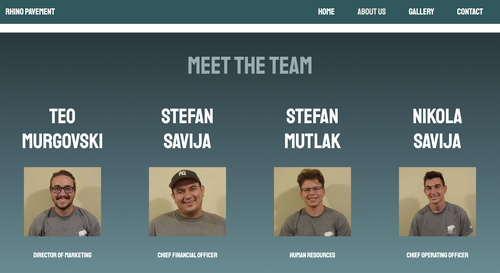 RHINO PAVEMENT
HOME ABOUT US GALLERY CONTACT
MEET THE TEAM
TEO MURGOVSKI
STEFAN SAVIJA
STEFAN MUTLAK
NIKOLA SAVIJA
DIRECTOR OF MARKETING
CHIEF FINANCIAL OFFICER
HUMAN RESOURCES
CHIEF OPERATING OFFICER